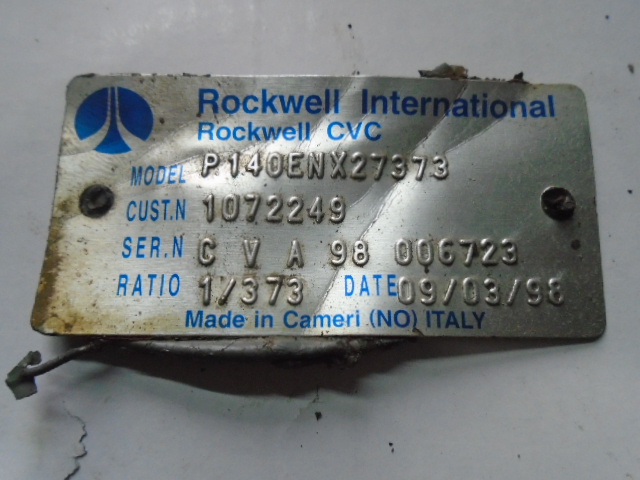 Rockwell International
Rockwell CVC
MODEL P140ENX27373
CUST.N 1072249
SER.N C V A 98 006723
RATIO 1/373 DATE 09/03/98
Made in Cameri (NO) ITALY